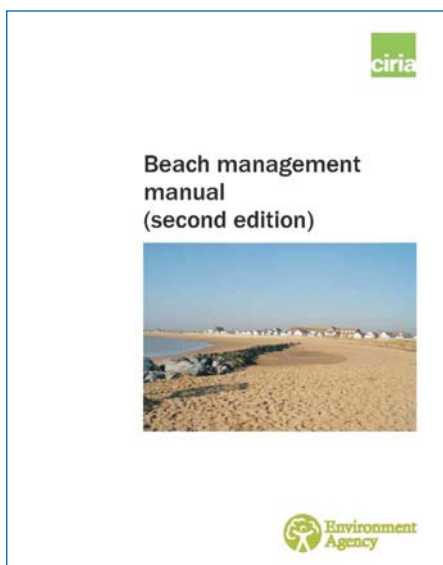 ciria
Beach management
manual
(second edition)
Environment
Agency